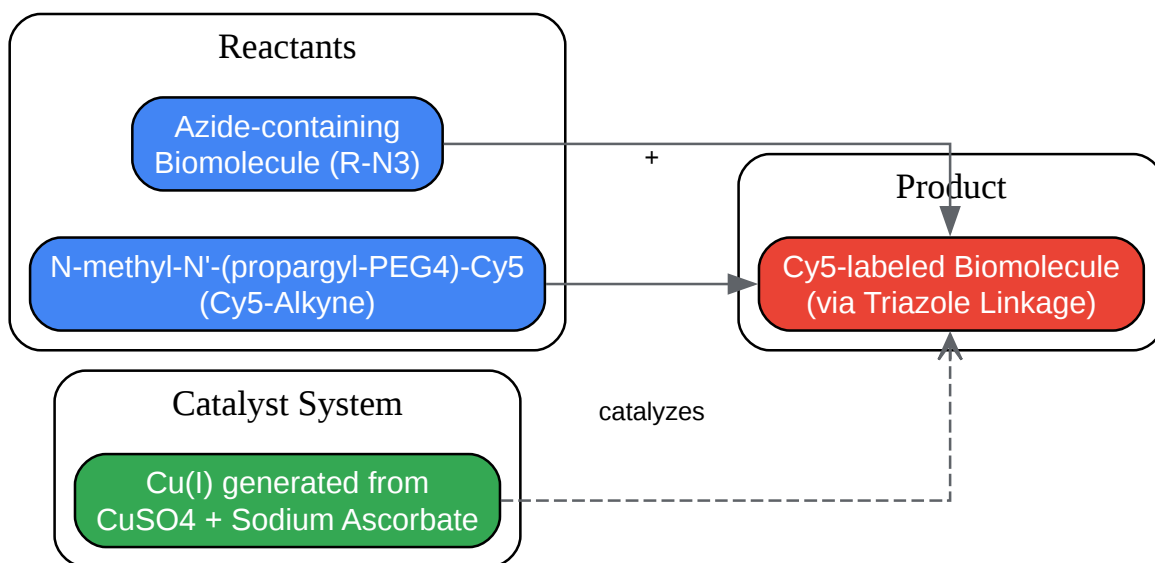 Reactants
Azide-containing
Biomolecule (R-N3)
+
Product
N-methyl-N'-(propargyl-PEG4)-Cy5
(Cy5-Alkyne)
Cy5-labeled Biomolecule
(via Triazole Linkage)
Catalyst System
catalyzes
Cu(I) generated from
CuSO4 + Sodium Ascorbate